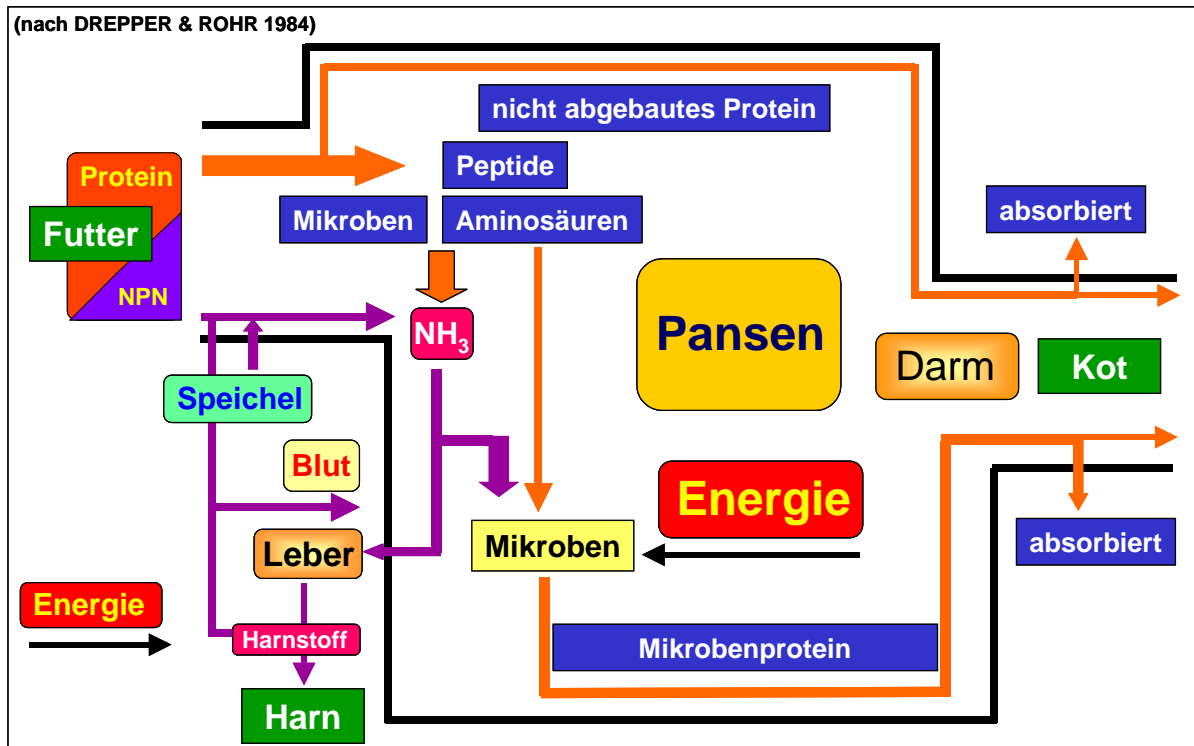 (nach DREPPER & ROHR 1984)
nicht abgebautes Protein
Peptide
Protein
Mikroben
Aminosäuren
absorbiert
Futter
NPN
NH3
Pansen
Darm
Kot
Speichel
Blut
Energie
Mikroben
Leber
absorbiert
Energie
Harnstoff
Mikrobenprotein
Harn